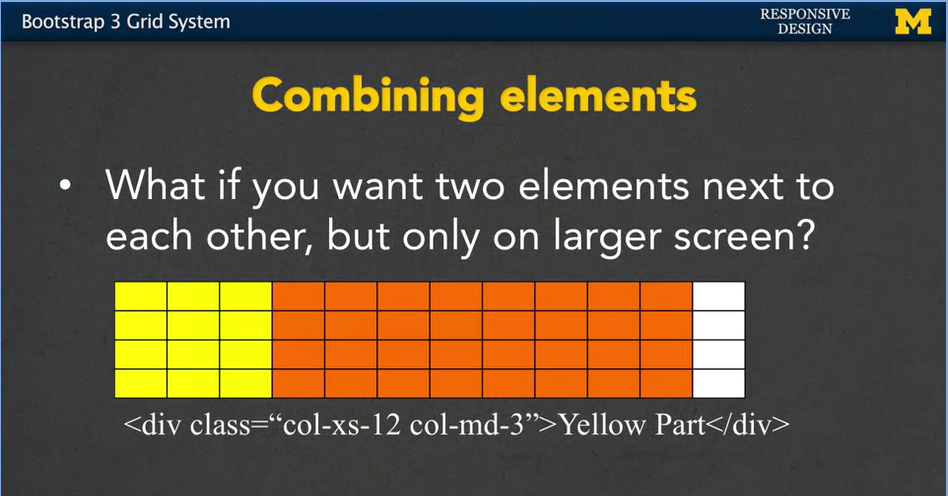 Bootstrap 3 Grid System
RESPONSIVE
DESIGN
M
Combining elements
• What if you want two elements next to
each other, but only on larger screen?
<div class=“col-xs-12 col-md-3”>Yellow Part</div>